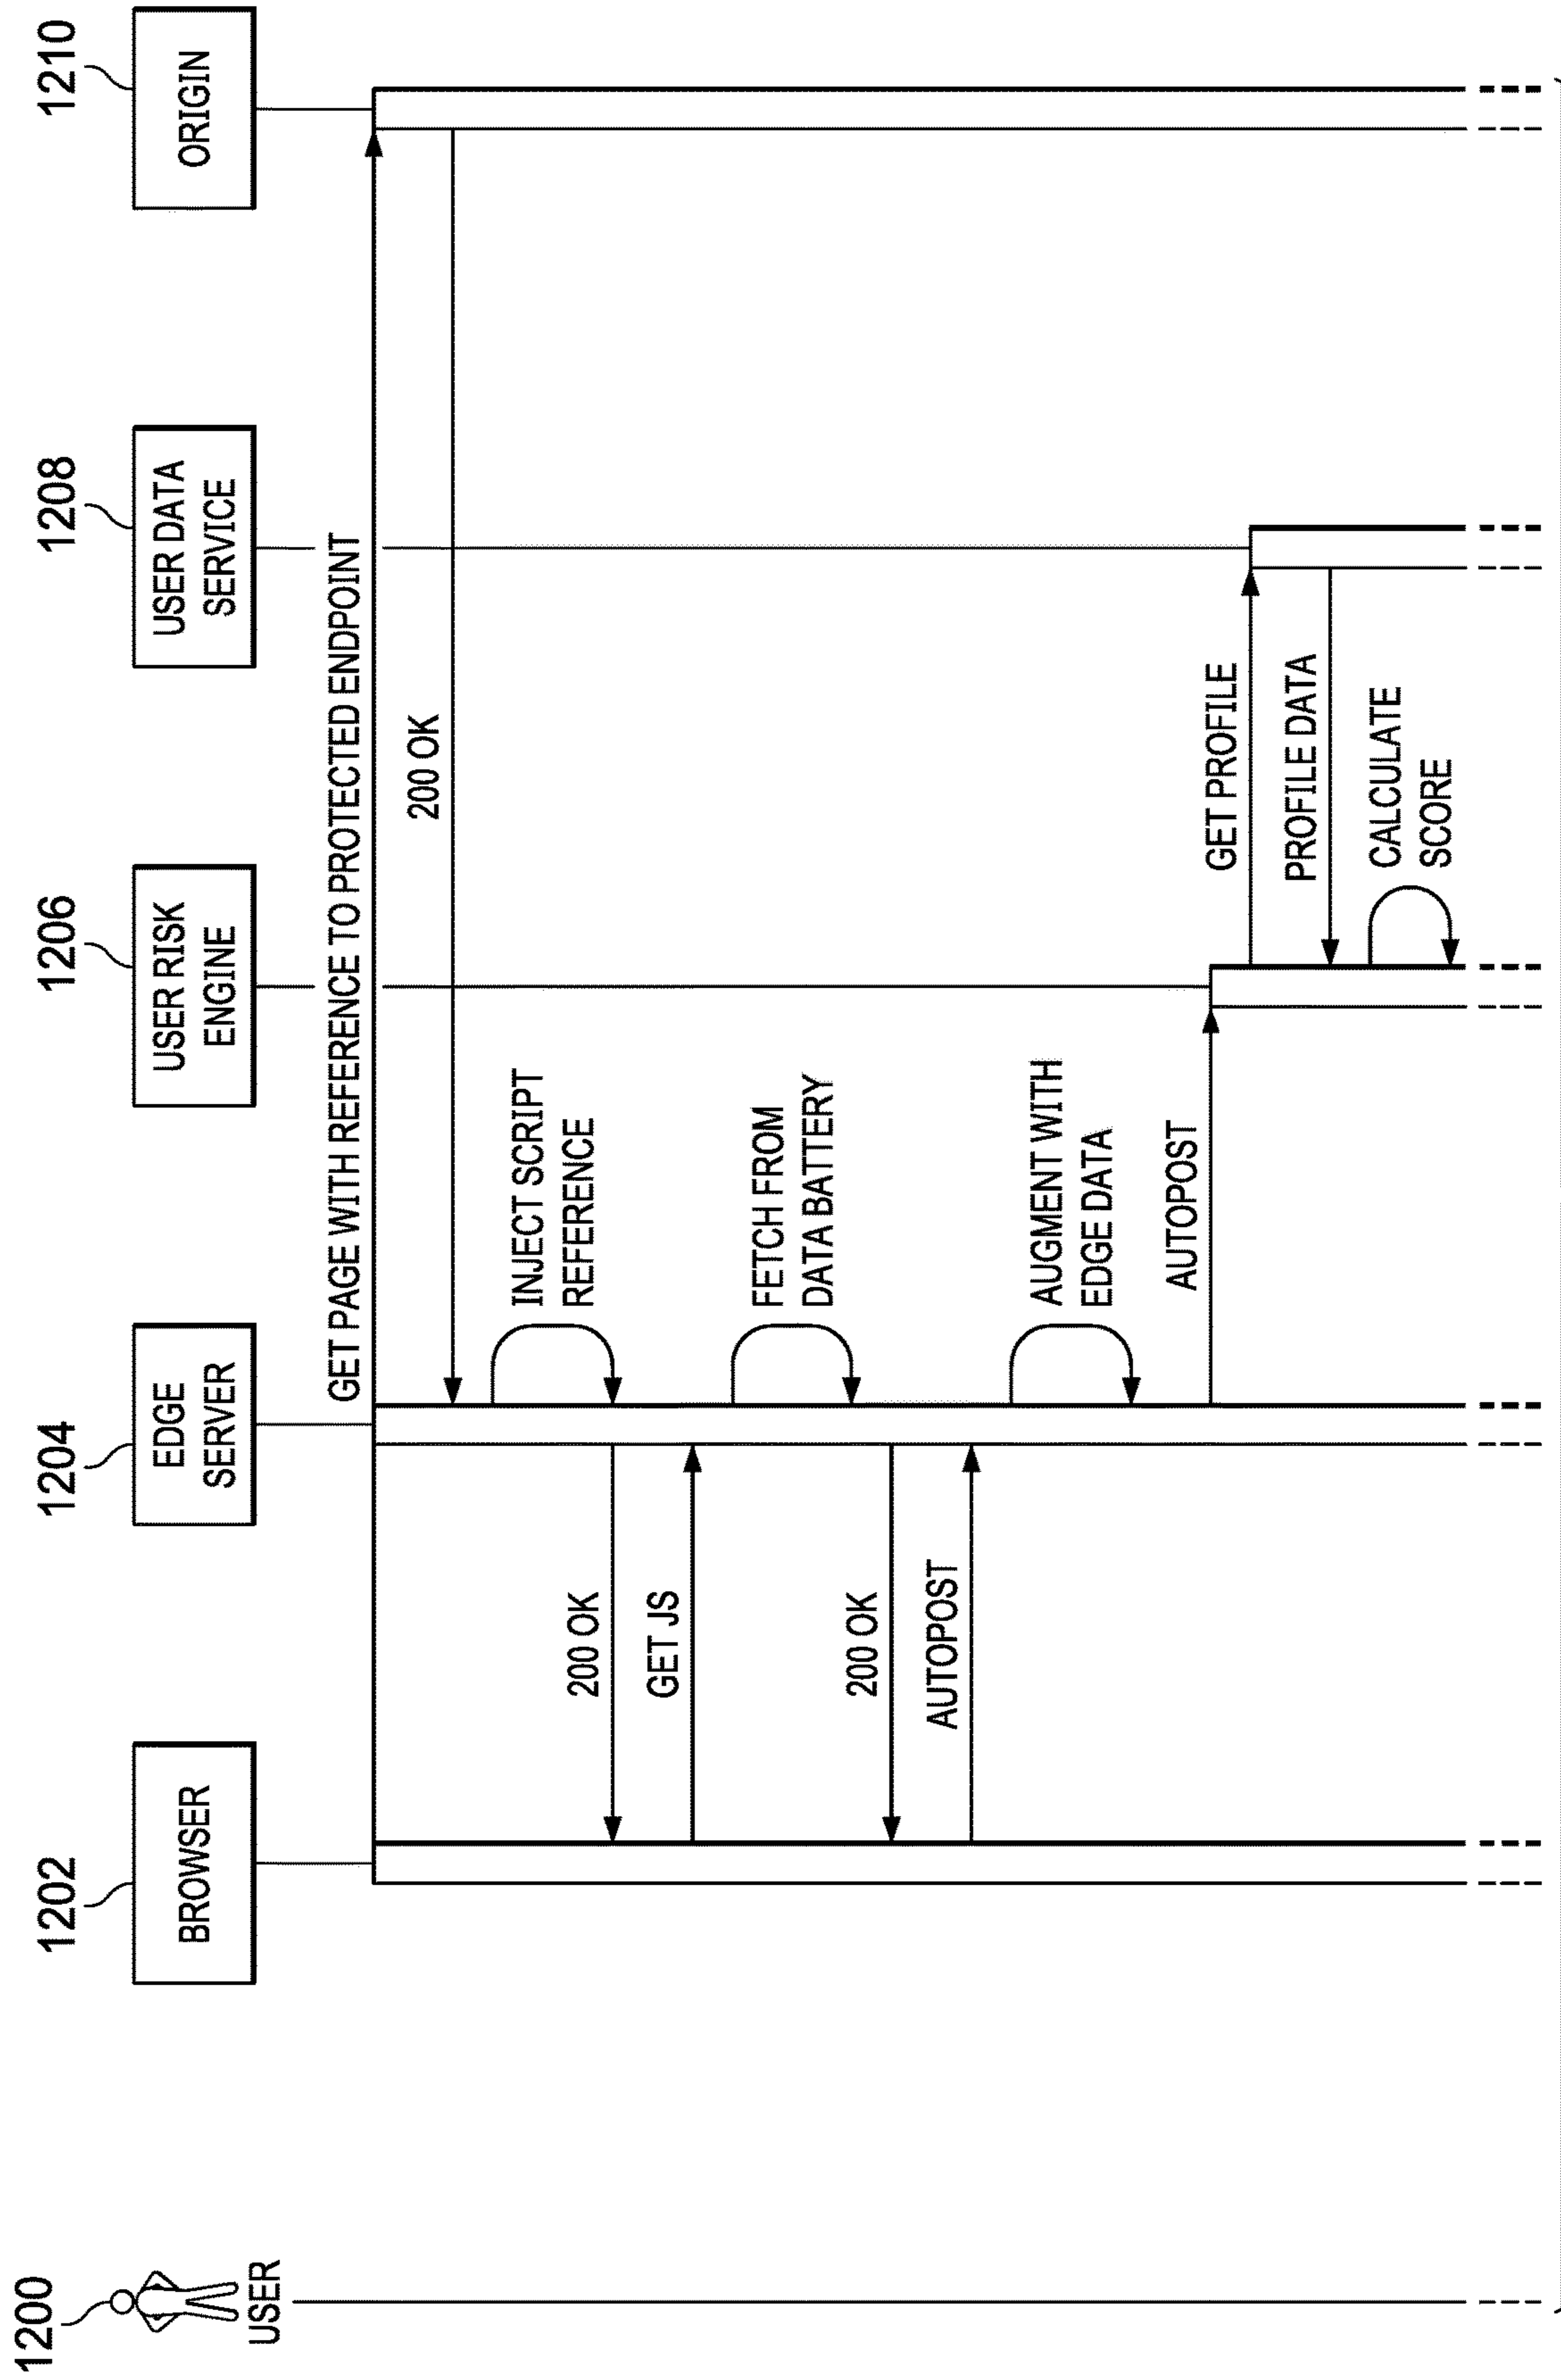 1200
USER
1202
BROWSER
1204
EDGE
SERVER
1206
USER RISK
ENGINE
1208
USER DATA
SERVICE
1210
ORIGIN
GET PAGE WITH REFERENCE TO PROTECTED ENDPOINT
200 OK
INJECT SCRIPT
REFERENCE
200 OK
GET JS
FETCH FROM
DATA BATTERY
200 OK
AUTOPOST
AUGMENT WITH
EDGE DATA
AUTOPOST
GET PROFILE
PROFILE DATA
CALCULATE
SCORE